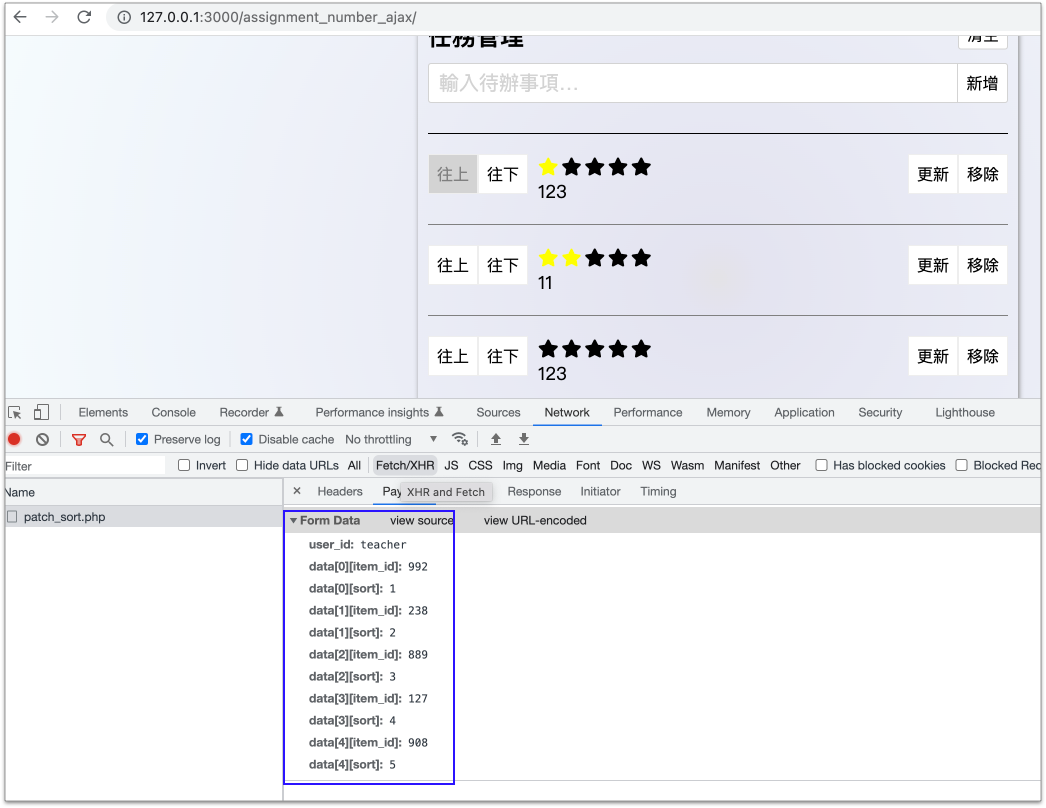 127.0.0.1:3000/assignment_number_ajax/
任務管理
清空
輸入待辦事項...
新增
往上 往下 更新 移除
123
往上 往下 更新 移除
11
往上 往下 更新 移除
123
Elements Console Recorder Performance insights Sources Network Performance Memory Application Security Lighthouse
Preserve log Disable cache No throttling
Filter Invert Hide data URLs All Fetch/XHR JS CSS Img Media Font Doc WS Wasm Manifest Other Has blocked cookies Blocked Req
Name × Headers Pay XHR and Fetch Response Initiator Timing
patch_sort.php
Form Data view source view URL-encoded
user_id: teacher
data[0][item_id]: 992
data[0][sort]: 1
data[1][item_id]: 238
data[1][sort]: 2
data[2][item_id]: 889
data[2][sort]: 3
data[3][item_id]: 127
data[3][sort]: 4
data[4][item_id]: 908
data[4][sort]: 5